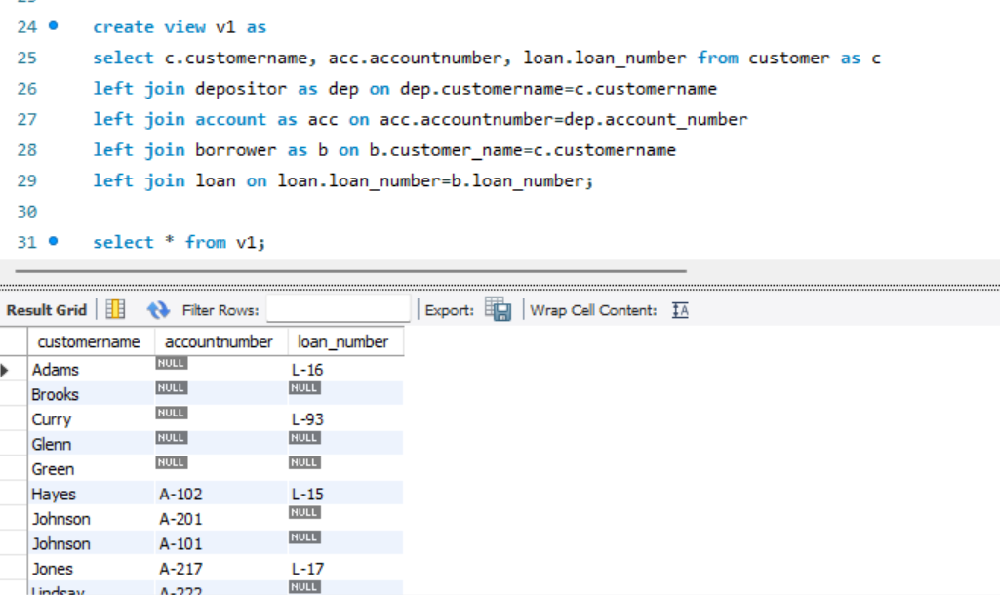 24 create view v1 as
25 select c.customername, acc.accountnumber, loan.loan_number from customer as c
26 left join depositor as dep on dep.customername=c.customername
27 left join account as acc on acc.accountnumber=dep.account_number
28 left join borrower as b on b.customer_name=c.customername
29 left join loan on loan.loan_number=b.loan_number;
30
31 select * from v1;
Result Grid Filter Rows: Export: Wrap Cell Content: IA
customername accountnumber loan_number
Adams NULL L-16
Brooks NULL NULL
Curry NULL L-93
Glenn NULL NULL
Green NULL NULL
Hayes A-102 L-15
Johnson A-201 NULL
Johnson A-101 NULL
Jones A-217 L-17
Lindsay A-222 NULL